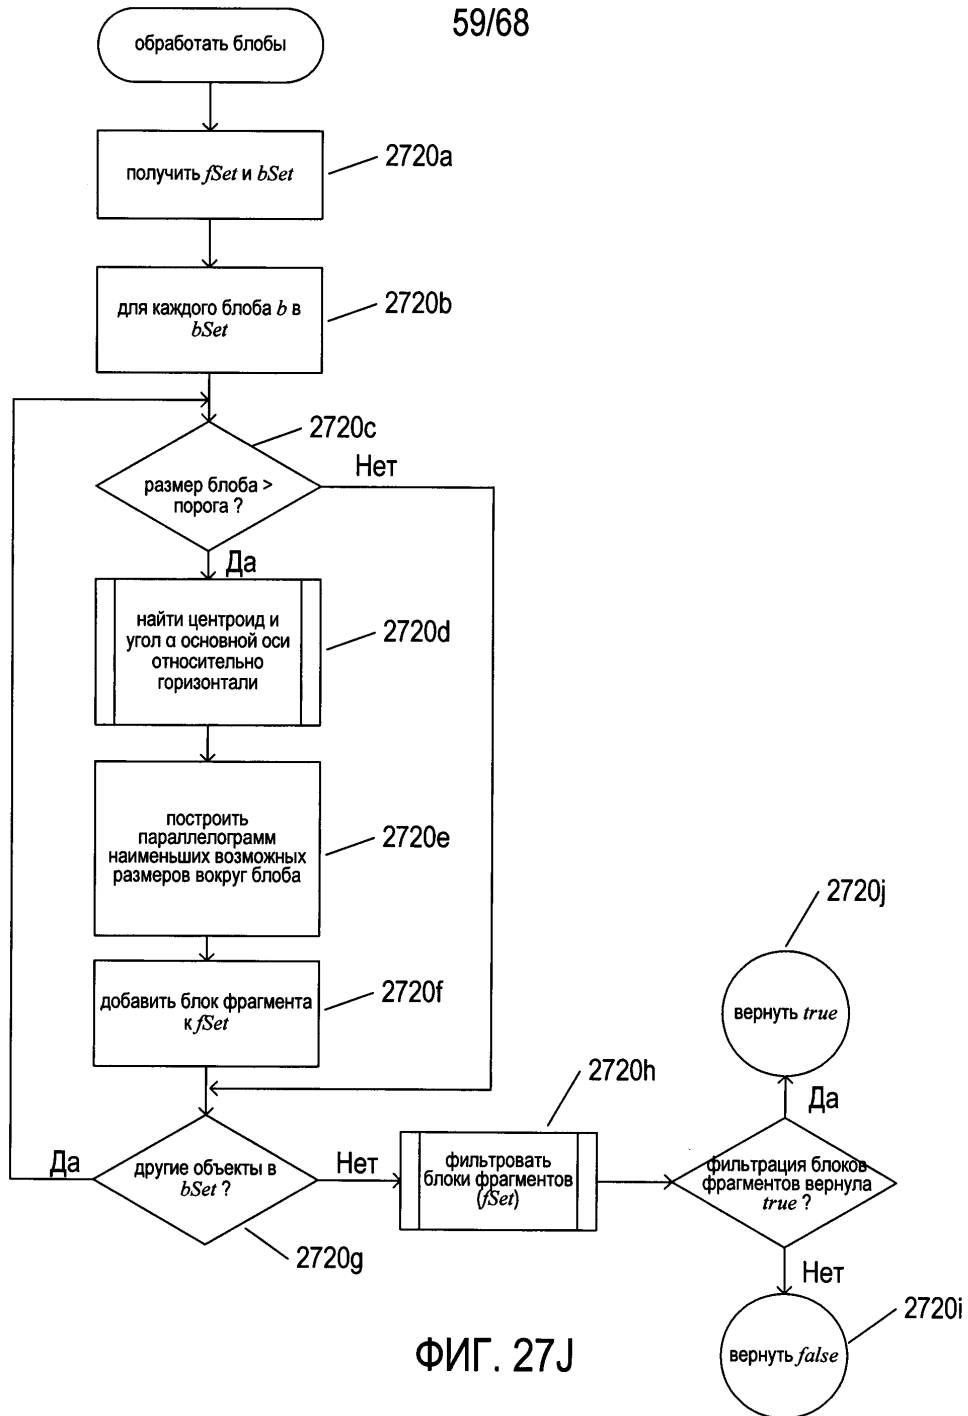 59/68
обработать блобы
получить fSet и bSet
2720a
для каждого блоба b в
bSet
2720b
2720c
размер блоба >
порога ?
Нет
Да
найти центроид и
угол α основной оси
относительно
горизонтали
2720d
построить
параллелограмм
наименьших возможных
размеров вокруг блоба
2720e
добавить блок фрагмента
к fSet
2720f
другие объекты в
bSet ?
Да
Нет
2720g
фильтровать
блоки фрагментов
(fSet)
2720h
фильтрация блоков
фрагментов вернула
true ?
Да
вернуть true
2720j
Нет
вернуть false
2720i
ФИГ. 27J